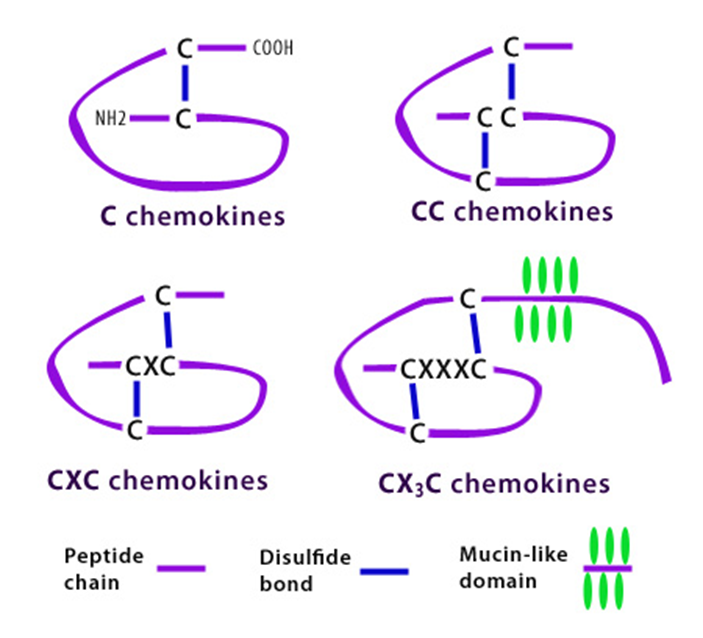 C COOH
NH2 C
C chemokines
C
C C
C
CC chemokines
C
CXC
C
CXC chemokines
C
CXXXC
C
CX₃C chemokines
Peptide
chain
Disulfide
bond
Mucin-like
domain